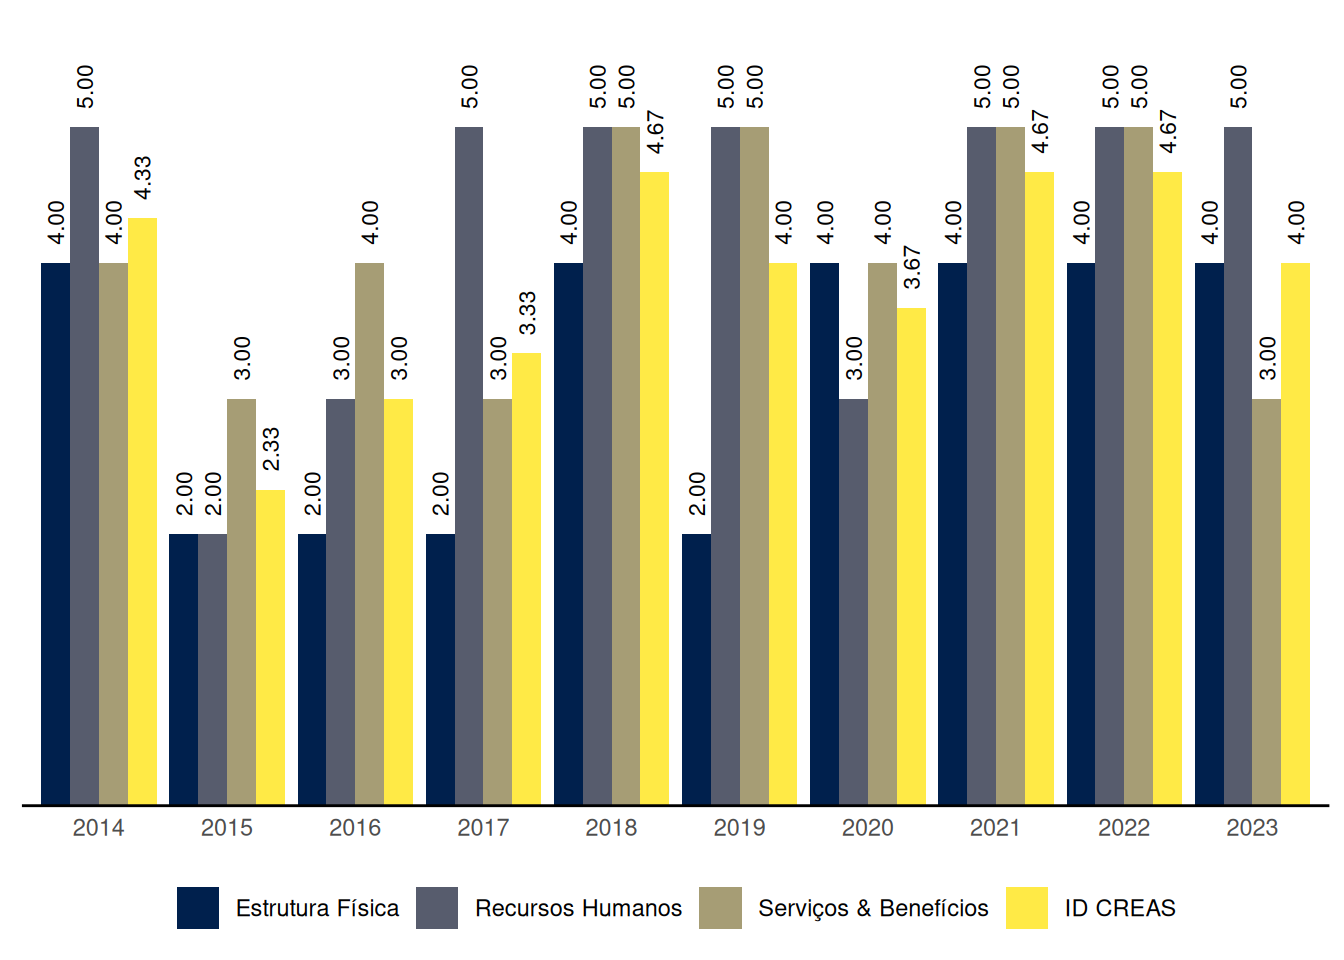 4.00 5.00 4.00 4.33
2.00 2.00 3.00 2.33
2.00 3.00 4.00 3.00
2.00 5.00 3.00 3.33
4.00 5.00 5.00 4.67
2.00 5.00 5.00 4.00
4.00 3.00 4.00 3.67
4.00 5.00 5.00 4.67
4.00 5.00 5.00 4.67
4.00 5.00 3.00 4.00
2014 2015 2016 2017 2018 2019 2020 2021 2022 2023
Estrutura Física Recursos Humanos Serviços & Benefícios ID CREAS